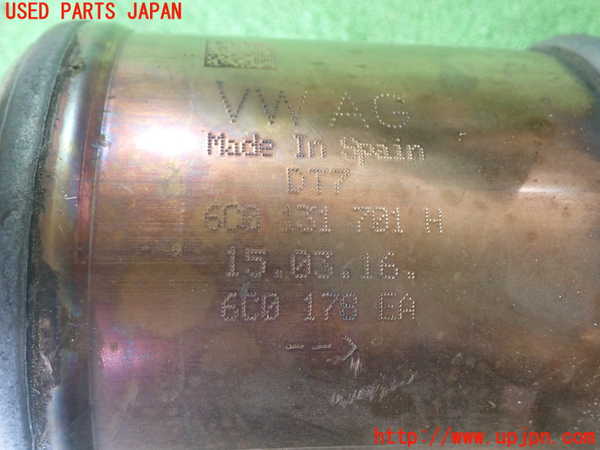 USED PARTS JAPAN
VW AG
Made In Spain
DT7
6C0 131 701 H
15.03.16.
6C0 178 EA
-->
http://www.upjpn.com/